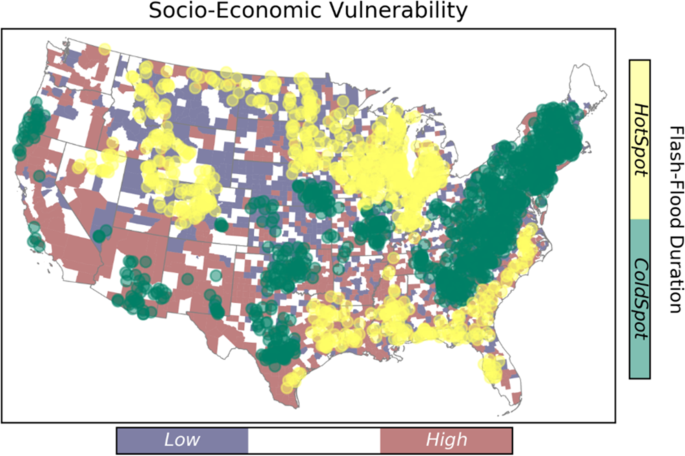 Socio-Economic Vulnerability
HotSpot
ColdSpot
Flash-Flood Duration
Low
High